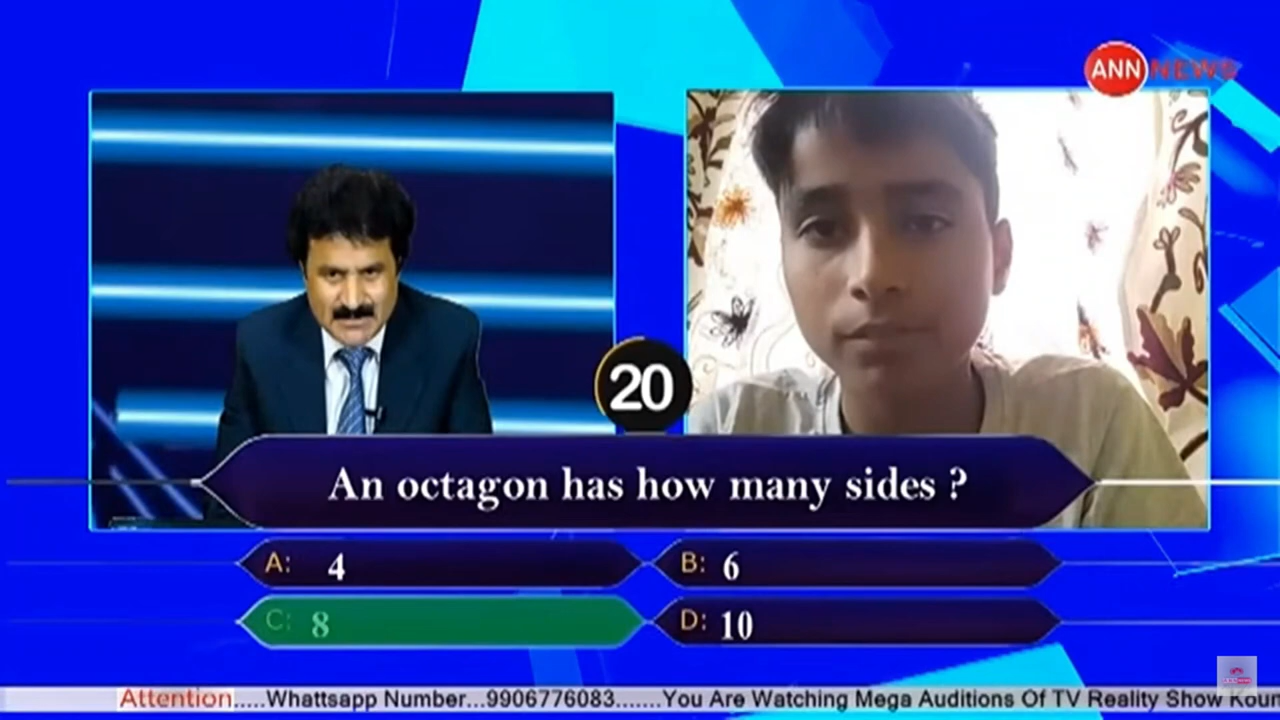 ANN NEWS
20
An octagon has how many sides ?
A: 4
B: 6
C: 8
D: 10
Attention.....Whattsapp Number...9906776083.......You Are Watching Mega Auditions Of TV Reality Show